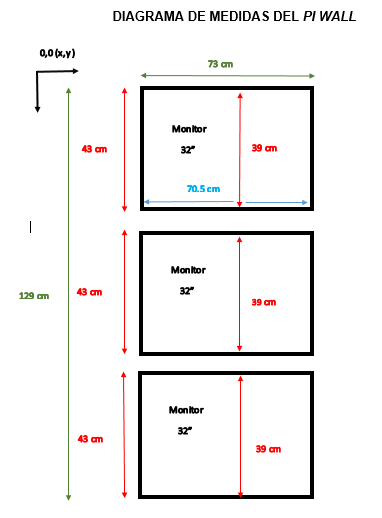 DIAGRAMA DE MEDIDAS DEL PI WALL
0,0 (x,y)
73 cm
Monitor
32”
43 cm
39 cm
70.5 cm
Monitor
32”
129 cm
43 cm
39 cm
Monitor
32”
43 cm
39 cm